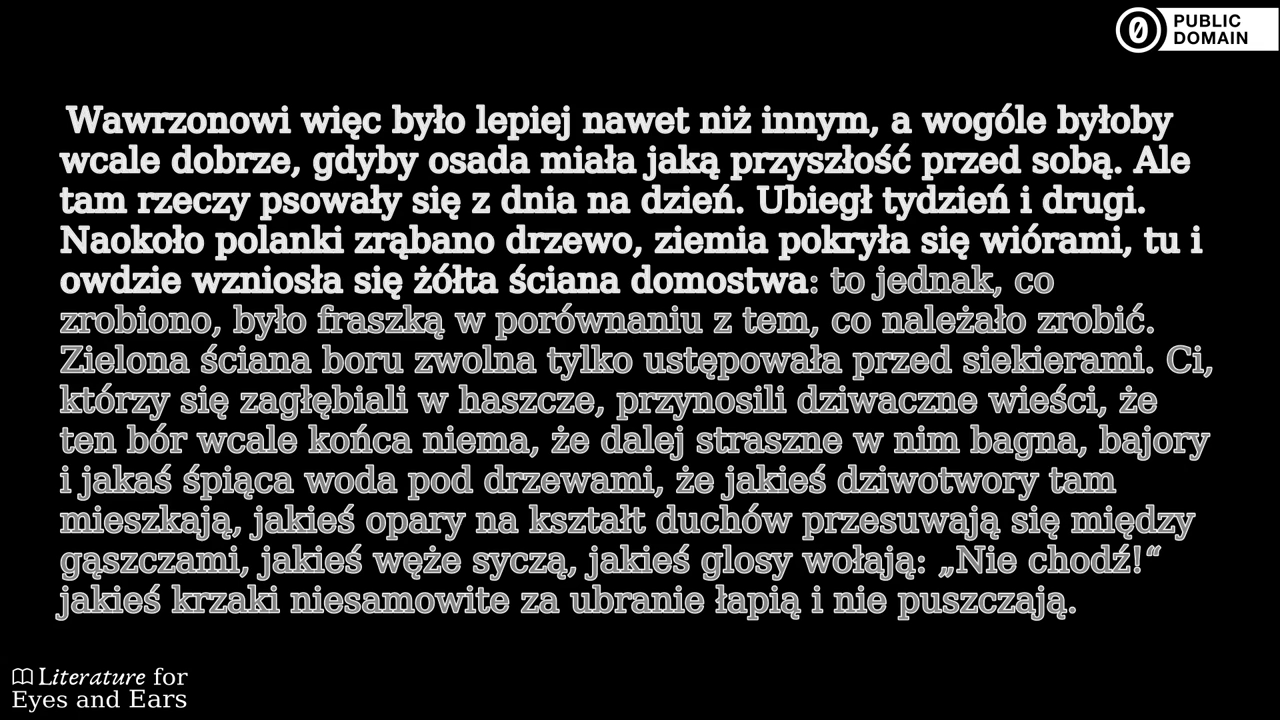 PUBLIC
DOMAIN
Wawrzonowi więc było lepiej nawet niż innym, a wogóle byłoby
wcale dobrze, gdyby osada miała jaką przyszłość przed sobą. Ale
tam rzeczy psowały się z dnia na dzień. Ubiegł tydzień i drugi.
Naokoło polanki zrąbano drzewo, ziemia pokryła się wiórami, tu i
owdzie wzniosła się żółta ściana domostwa: to jednak, co
zrobiono, było fraszką w porównaniu z tem, co należało zrobić.
Zielona ściana boru zwolna tylko ustępowała przed siekierami. Ci,
którzy się zagłębiali w haszcze, przynosili dziwaczne wieści, że
ten bór wcale końca niema, że dalej straszne w nim bagna, bajory
i jakaś śpiąca woda pod drzewami, że jakieś dziwotwory tam
mieszkają, jakieś opary na kształt duchów przesuwają się między
gąszczami, jakieś węże syczą, jakieś glosy wołają: „Nie chodź!“
jakieś krzaki niesamowite za ubranie łapią i nie puszczają.
Literature for
Eyes and Ears